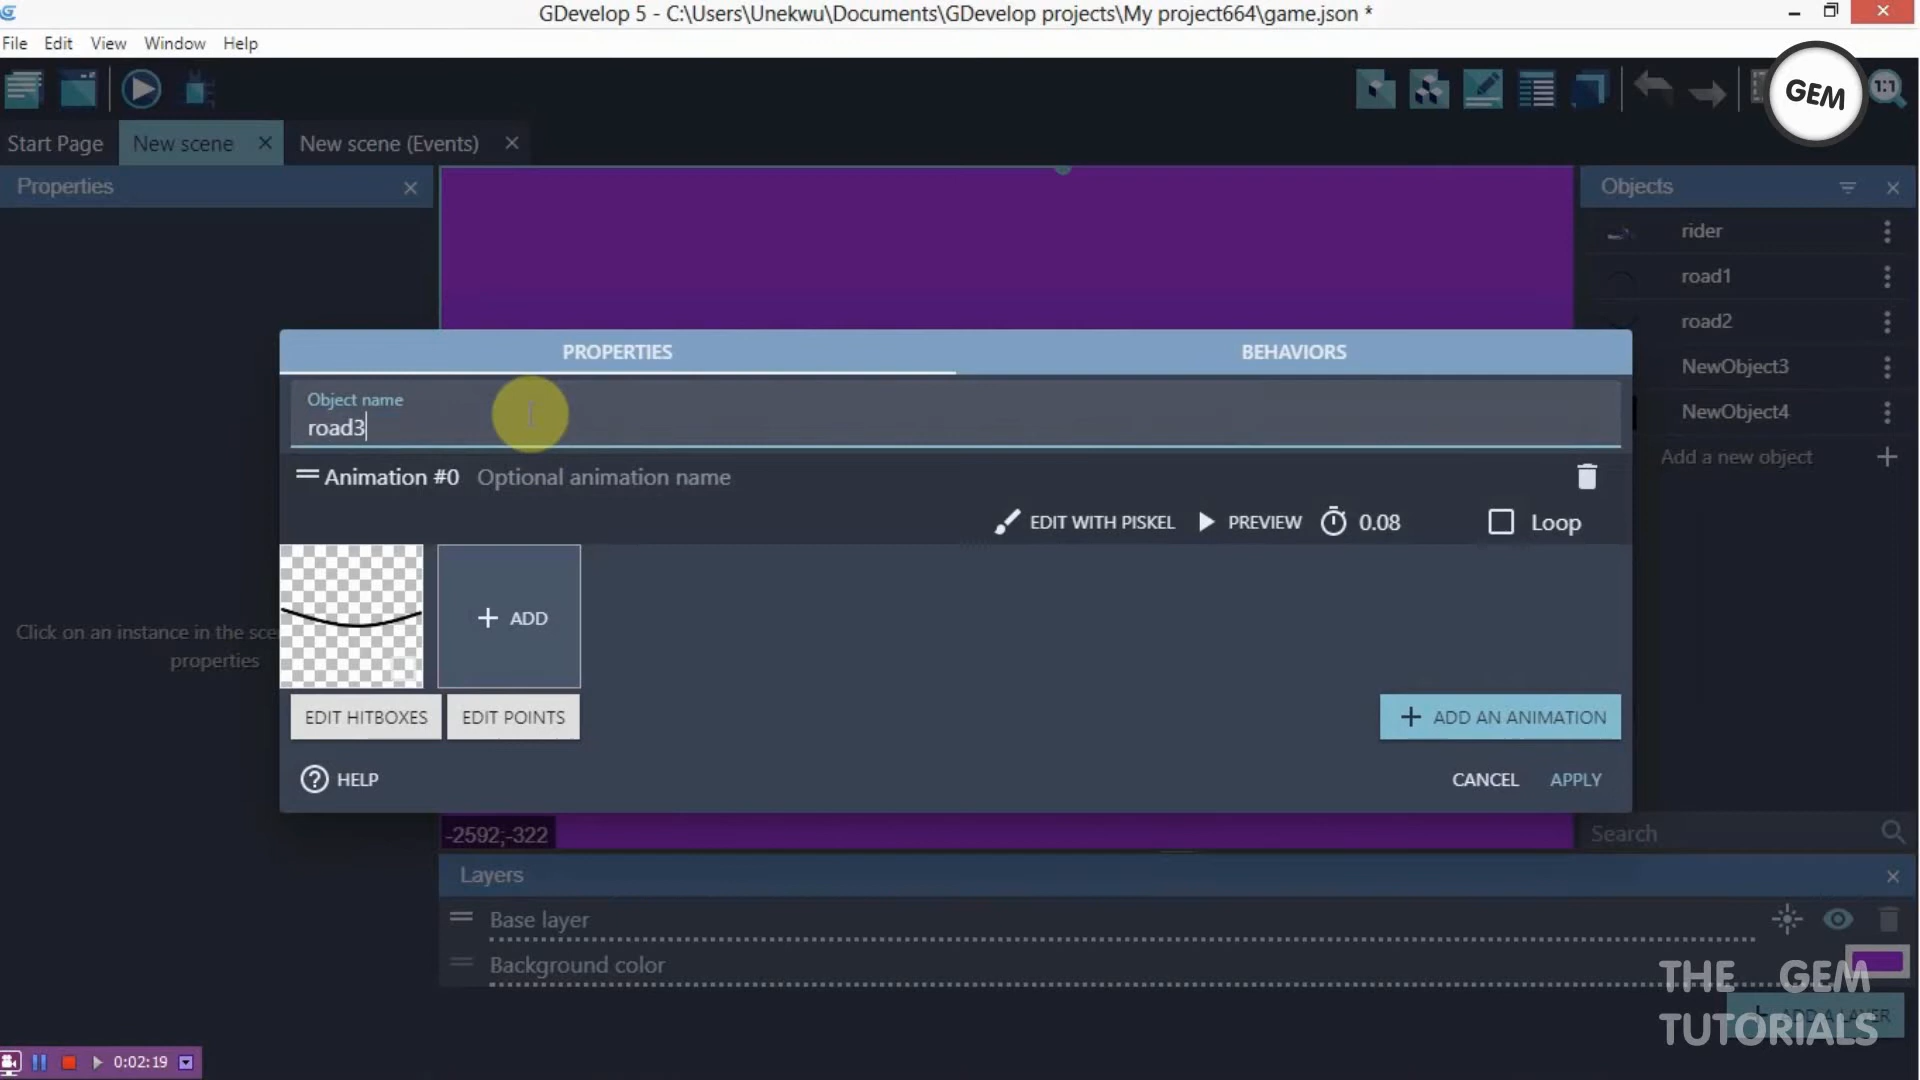 GDevelop 5 - C:\Users\Unekwu\Documents\GDevelop projects\My project664\game.json *
File Edit View Window Help
GEM
1:1
Start Page New scene New scene (Events)
Properties
Objects
rider
road1
road2
NewObject3
NewObject4
Add a new object
PROPERTIES BEHAVIORS
Object name
road3
Animation #0 Optional animation name
EDIT WITH PISKEL PREVIEW 0.08 Loop
ADD
Click on an instance in the sce
properties
EDIT HITBOXES EDIT POINTS
ADD AN ANIMATION
HELP
CANCEL APPLY
-2592;-322
Search
Layers
Base layer
Background color
ADD A LAYER
THE GEM
TUTORIALS
0:02:19